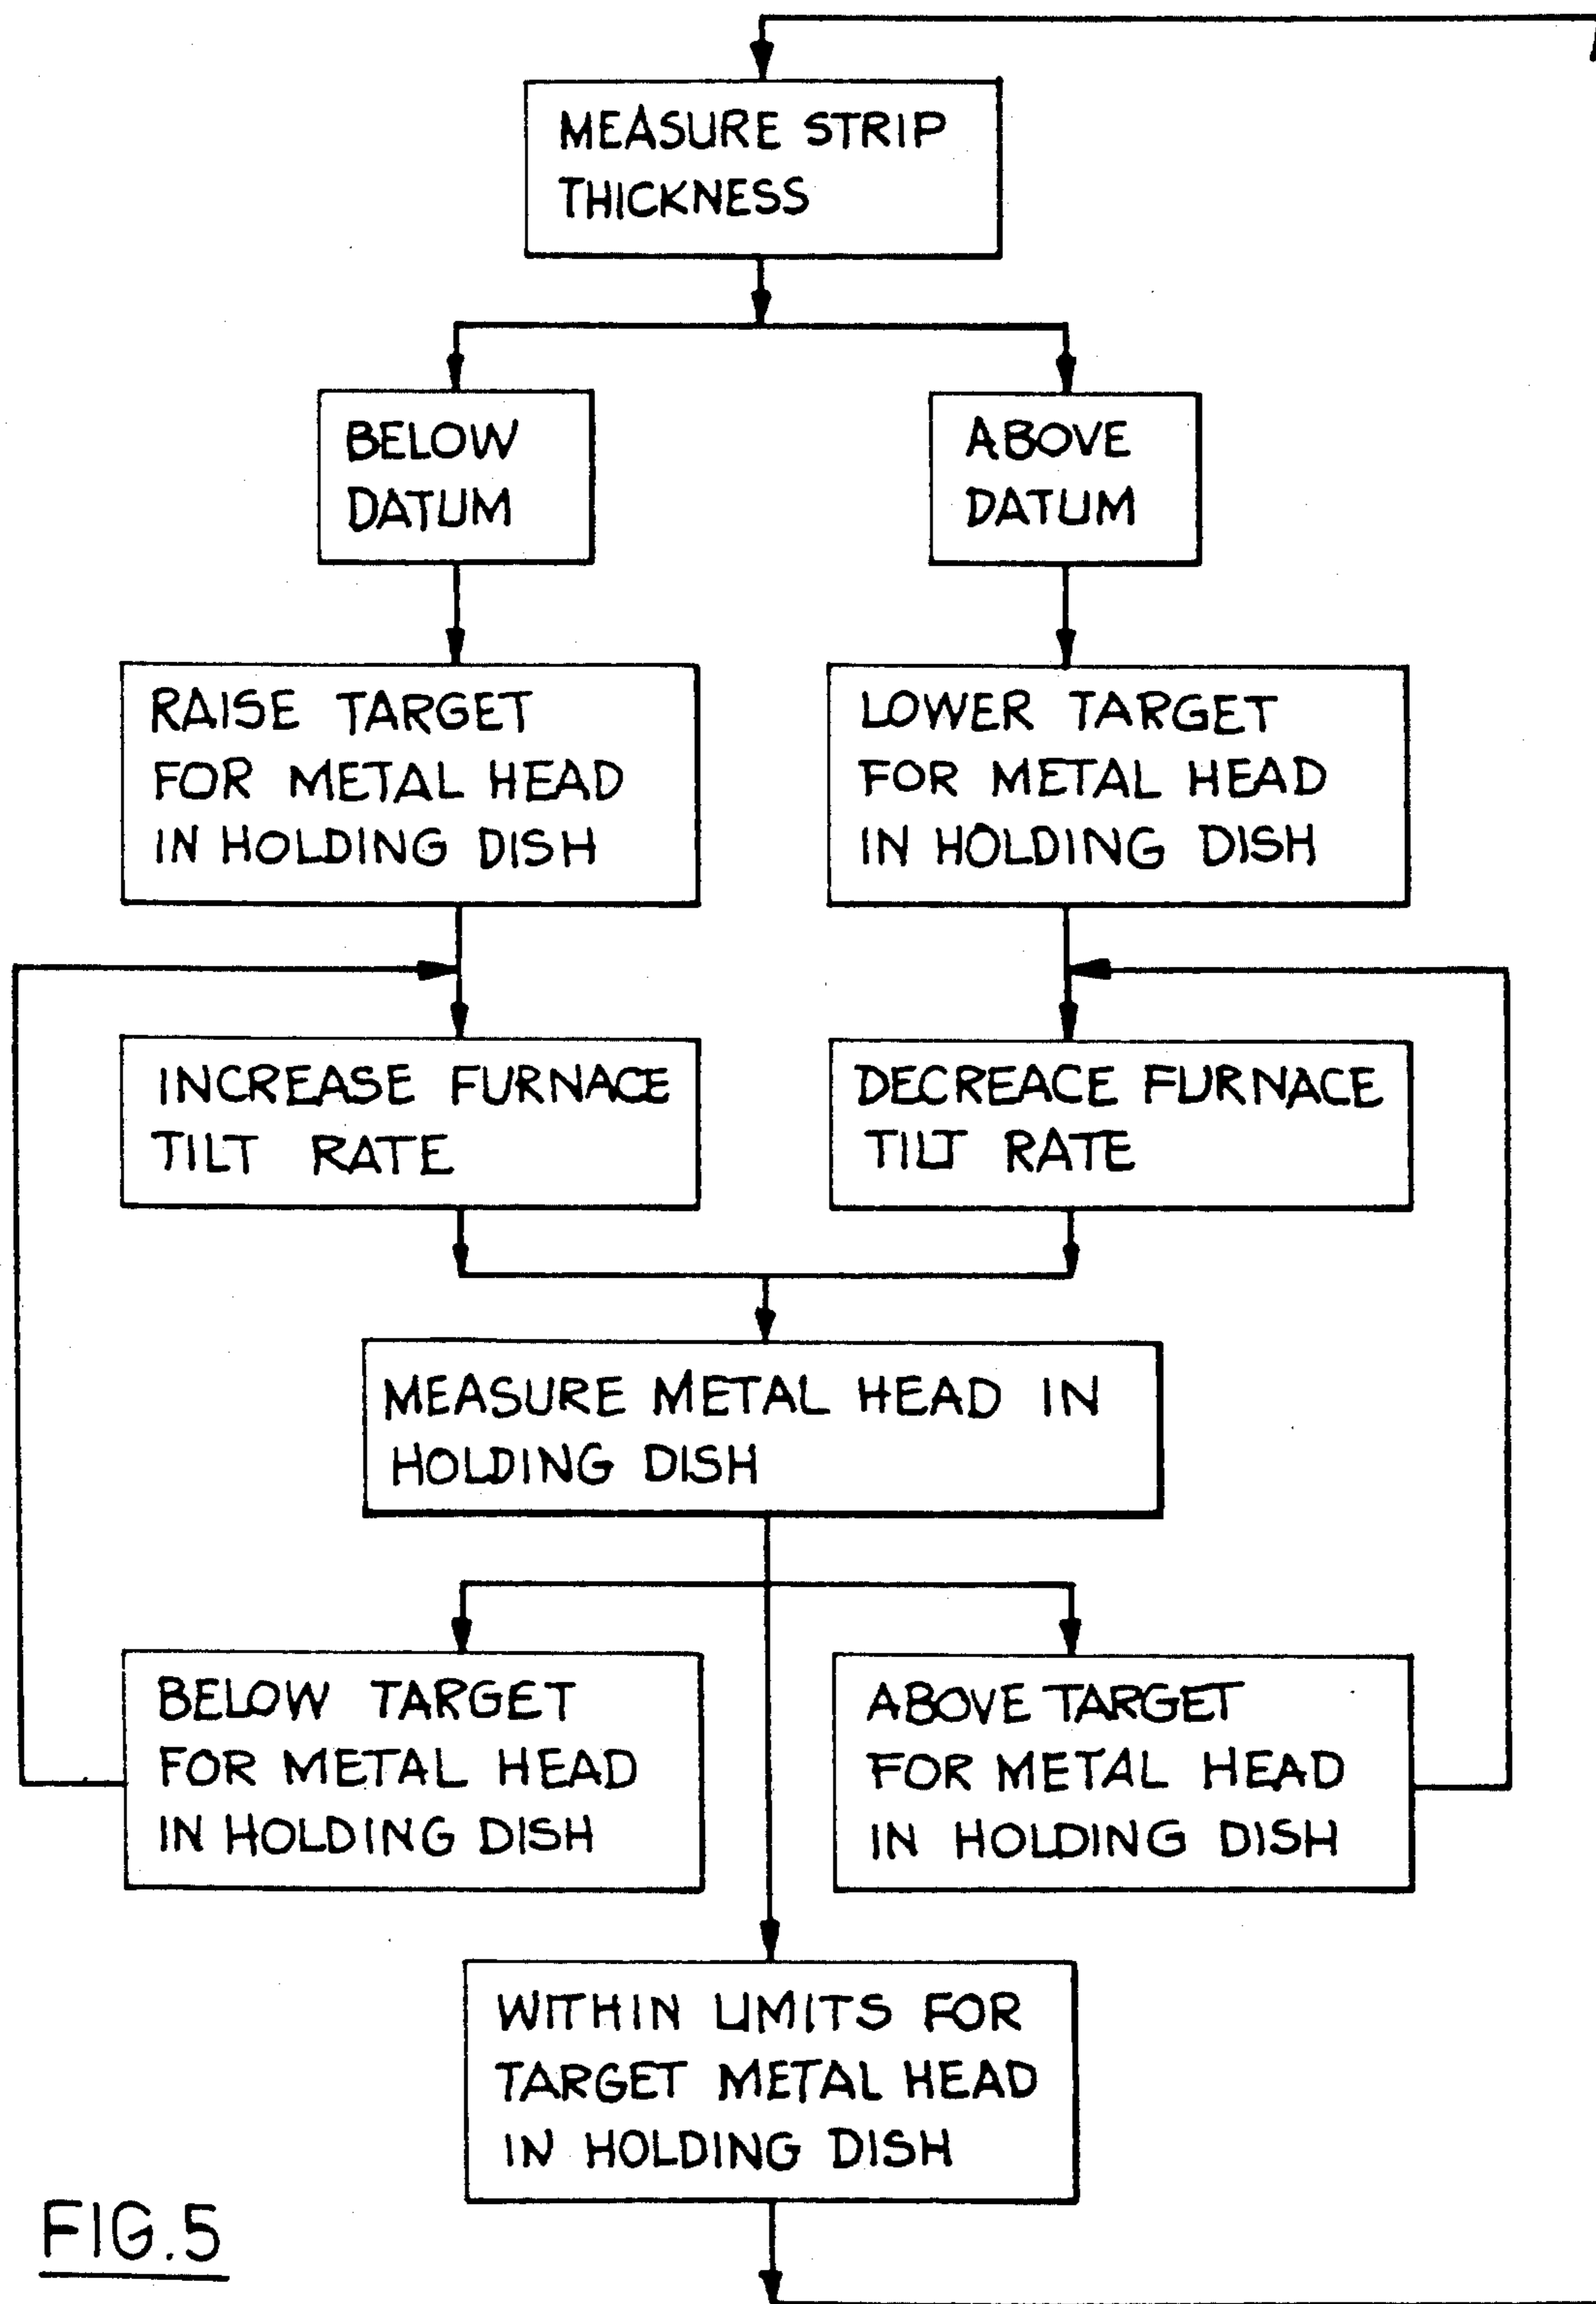 MEASURE STRIP
THICKNESS
BELOW
DATUM
ABOVE
DATUM
RAISE TARGET
FOR METAL HEAD
IN HOLDING DISH
LOWER TARGET
FOR METAL HEAD
IN HOLDING DISH
INCREASE FURNACE
TILT RATE
DECREACE FURNACE
TILT RATE
MEASURE METAL HEAD IN
HOLDING DISH
BELOW TARGET
FOR METAL HEAD
IN HOLDING DISH
ABOVE TARGET
FOR METAL HEAD
IN HOLDING DISH
WITHIN LIMITS FOR
TARGET METAL HEAD
IN HOLDING DISH
FIG.5